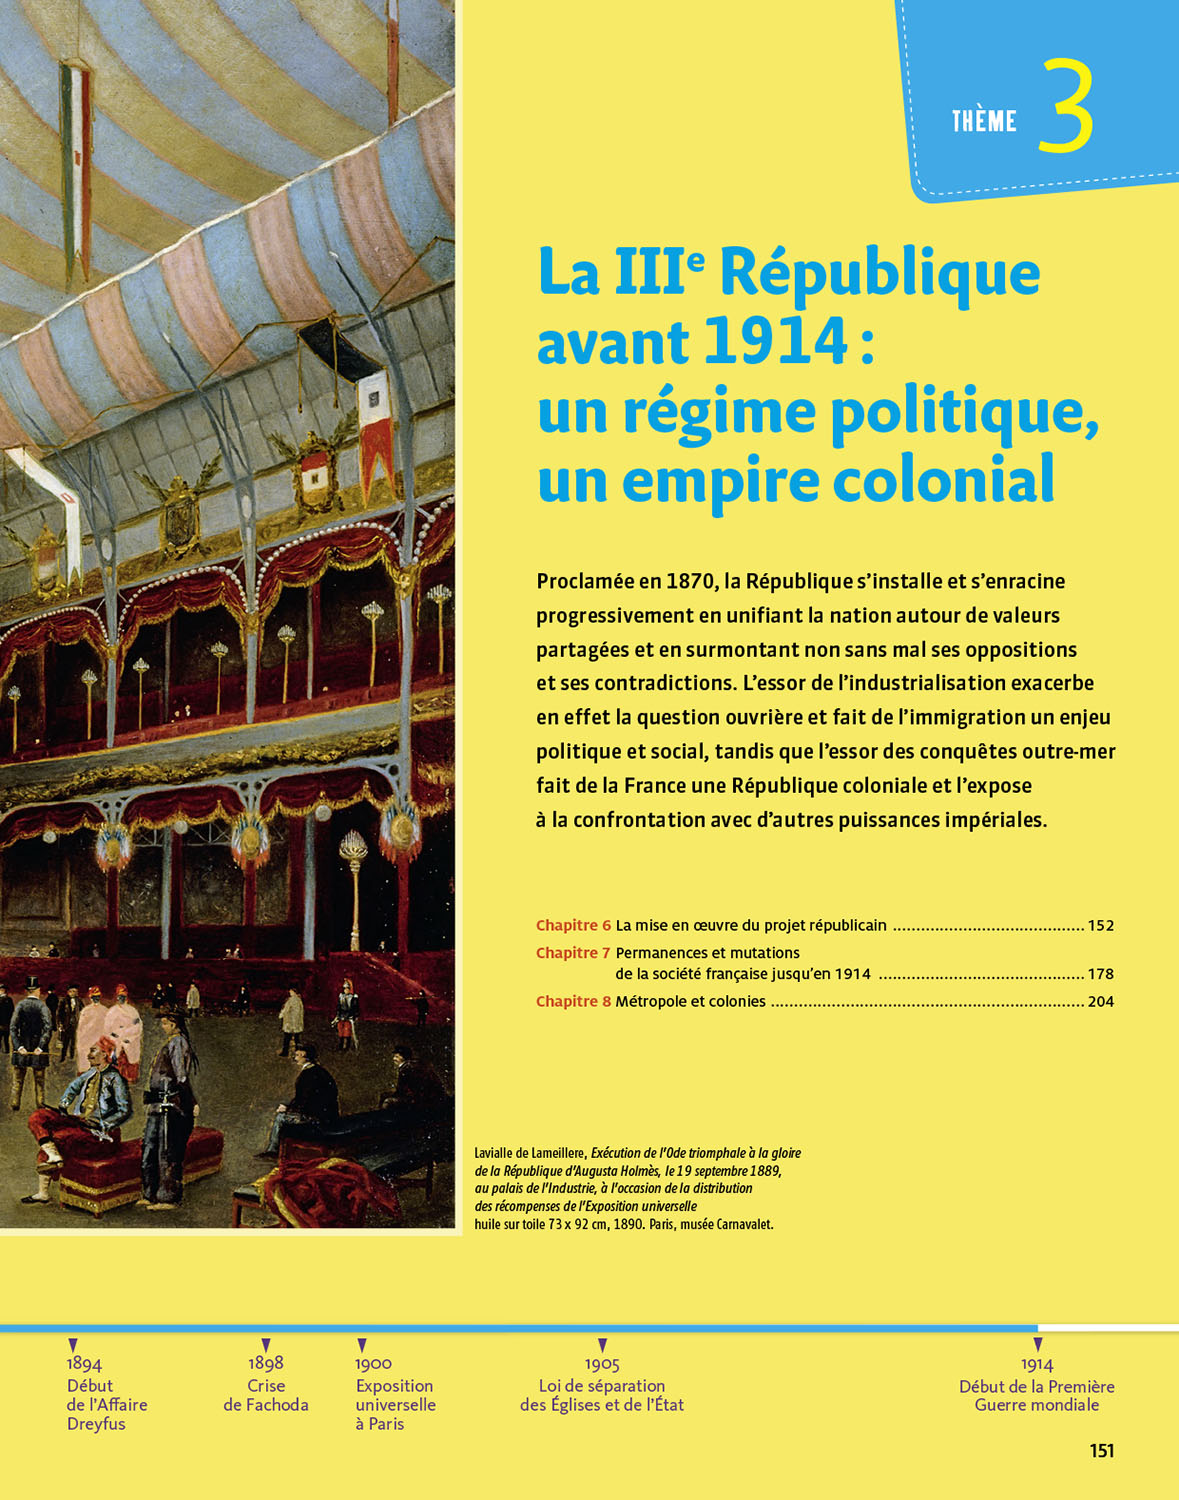 THÈME 3
La IIIe République
avant 1914 :
un régime politique,
un empire colonial
Proclamée en 1870, la République s’installe et s’enracine
progressivement en unifiant la nation autour de valeurs
partagées et en surmontant non sans mal ses oppositions
et ses contradictions. L’essor de l’industrialisation exacerbe
en effet la question ouvrière et fait de l’immigration un enjeu
politique et social, tandis que l’essor des conquêtes outre-mer
fait de la France une République coloniale et l’expose
à la confrontation avec d’autres puissances impériales.
Chapitre 6 La mise en œuvre du projet républicain ......................................... 152
Chapitre 7 Permanences et mutations
de la société française jusqu’en 1914 ............................................ 178
Chapitre 8 Métropole et colonies ................................................................... 204
Lavialle de Lameillere, Exécution de l’Ode triomphale à la gloire
de la République d’Augusta Holmès, le 19 septembre 1889,
au palais de l’Industrie, à l’occasion de la distribution
des récompenses de l’Exposition universelle
huile sur toile 73 x 92 cm, 1890. Paris, musée Carnavalet.
1894
Début
de l’Affaire
Dreyfus
1898
Crise
de Fachoda
1900
Exposition
universelle
à Paris
1905
Loi de séparation
des Églises et de l’État
1914
Début de la Première
Guerre mondiale
151